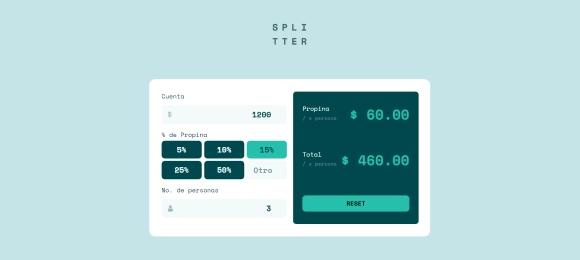 SPLI
TTER
Cuenta
$ 1200
% de Propina
5% 10% 15%
25% 50% Otro
No. de personas
3
Propina
/ x persona
$ 60.00
Total
/ x persona
$ 460.00
RESET